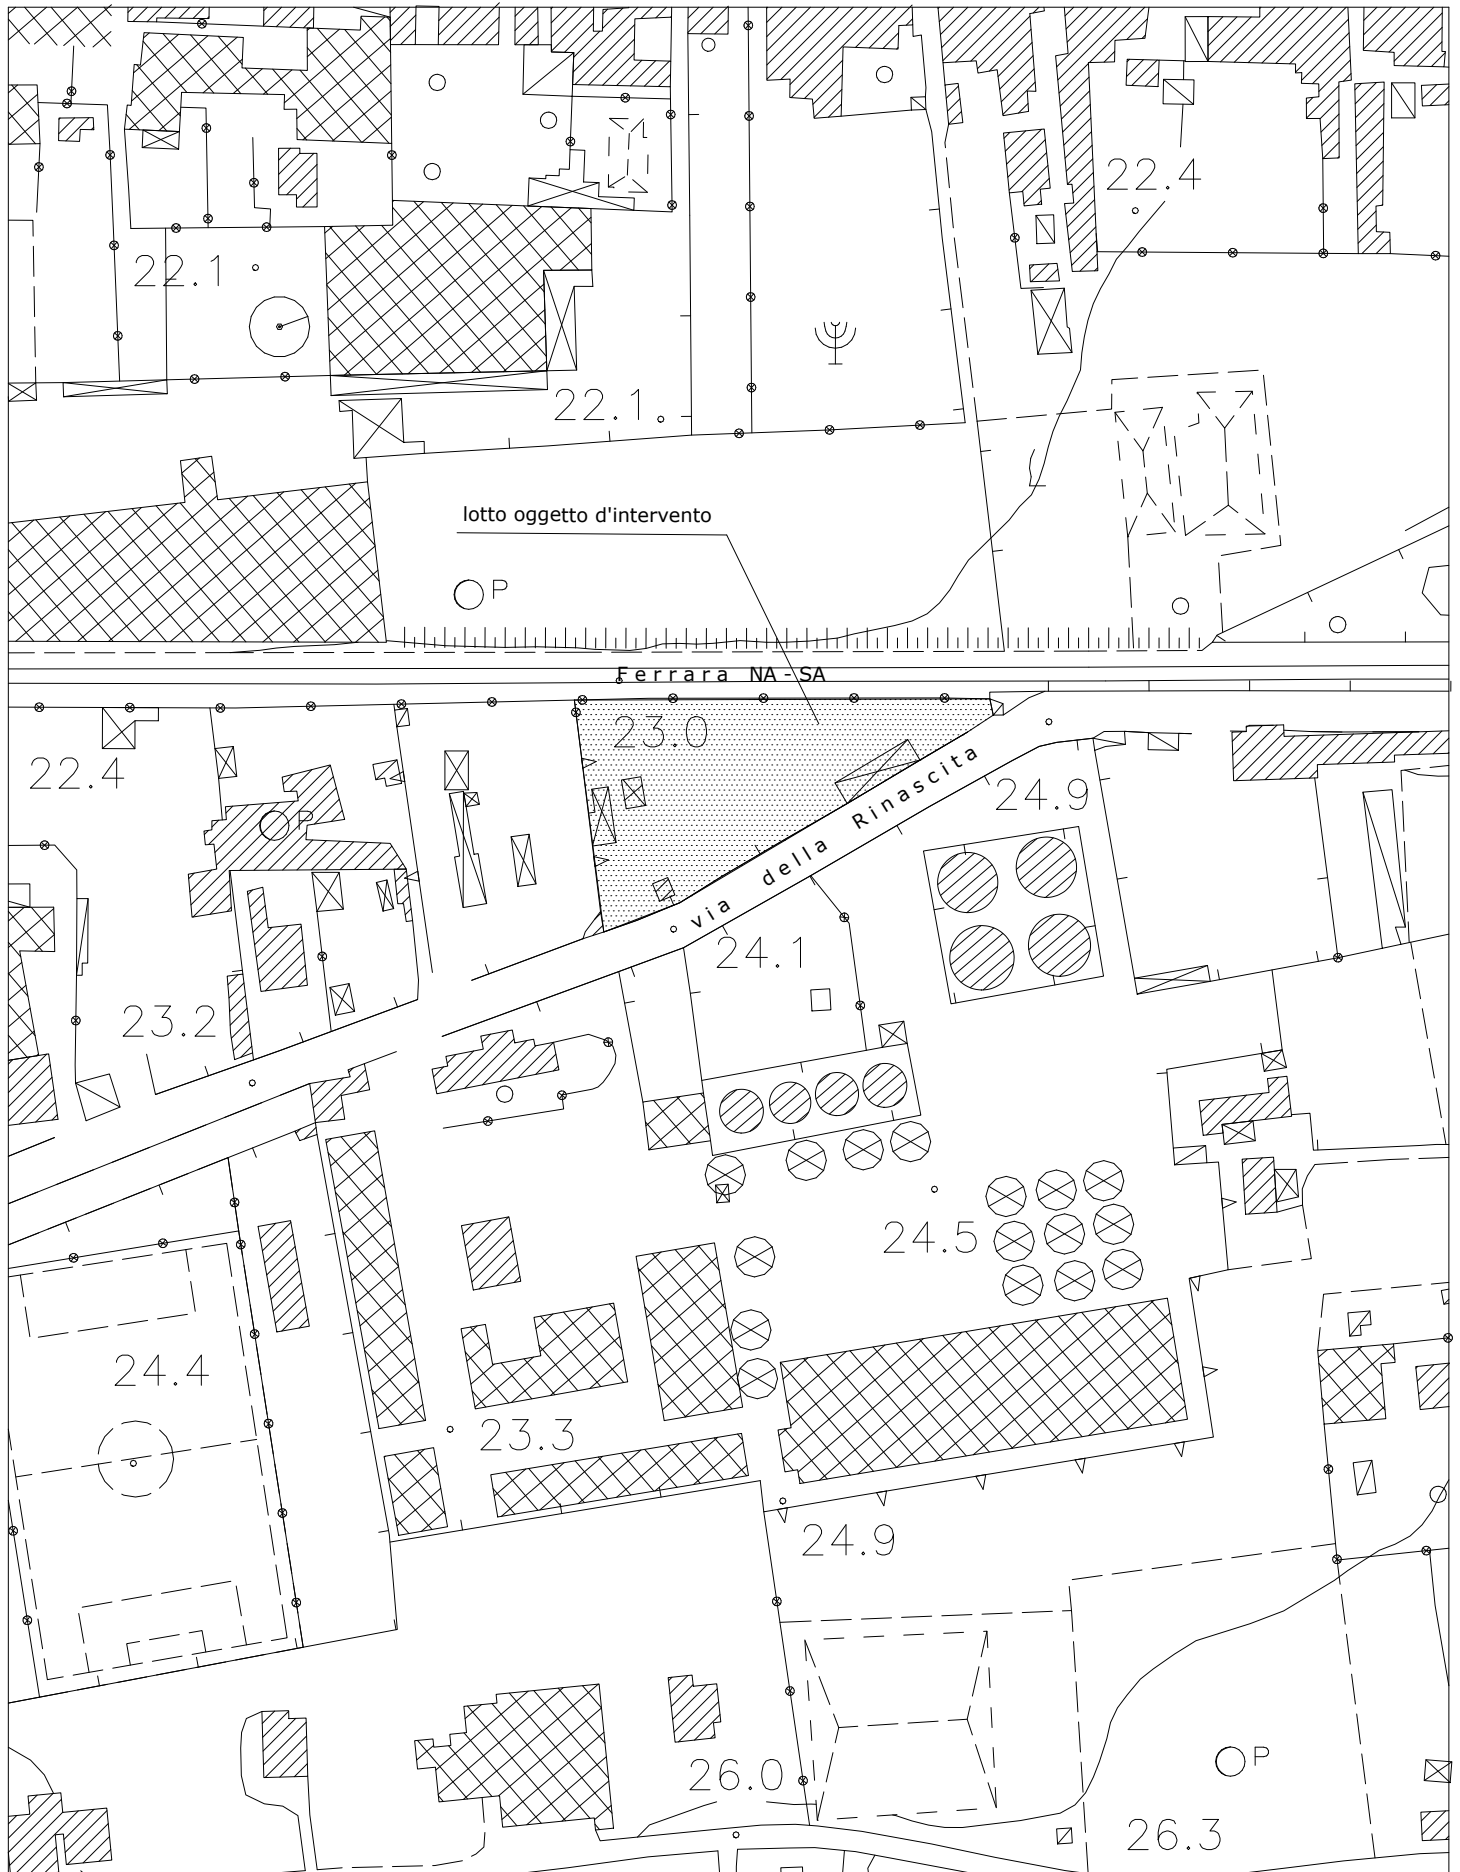 22.4
22.1
22.1
lotto oggetto d'intervento
P
Ferrara NA-SA
23.0
22.4
24.9
P
via della Rinascita
24.1
23.2
24.5
24.4
23.3
24.9
26.0
P
26.3